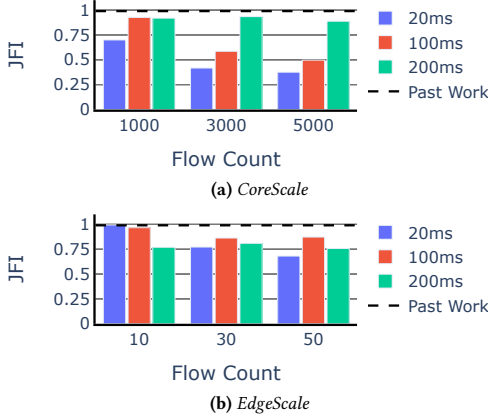 JFI
1
0.75
0.5
0.25
0
1000 3000 5000
Flow Count
20ms
100ms
200ms
Past Work
(a) CoreScale
JFI
1
0.75
0.5
0.25
0
10 30 50
Flow Count
20ms
100ms
200ms
Past Work
(b) EdgeScale